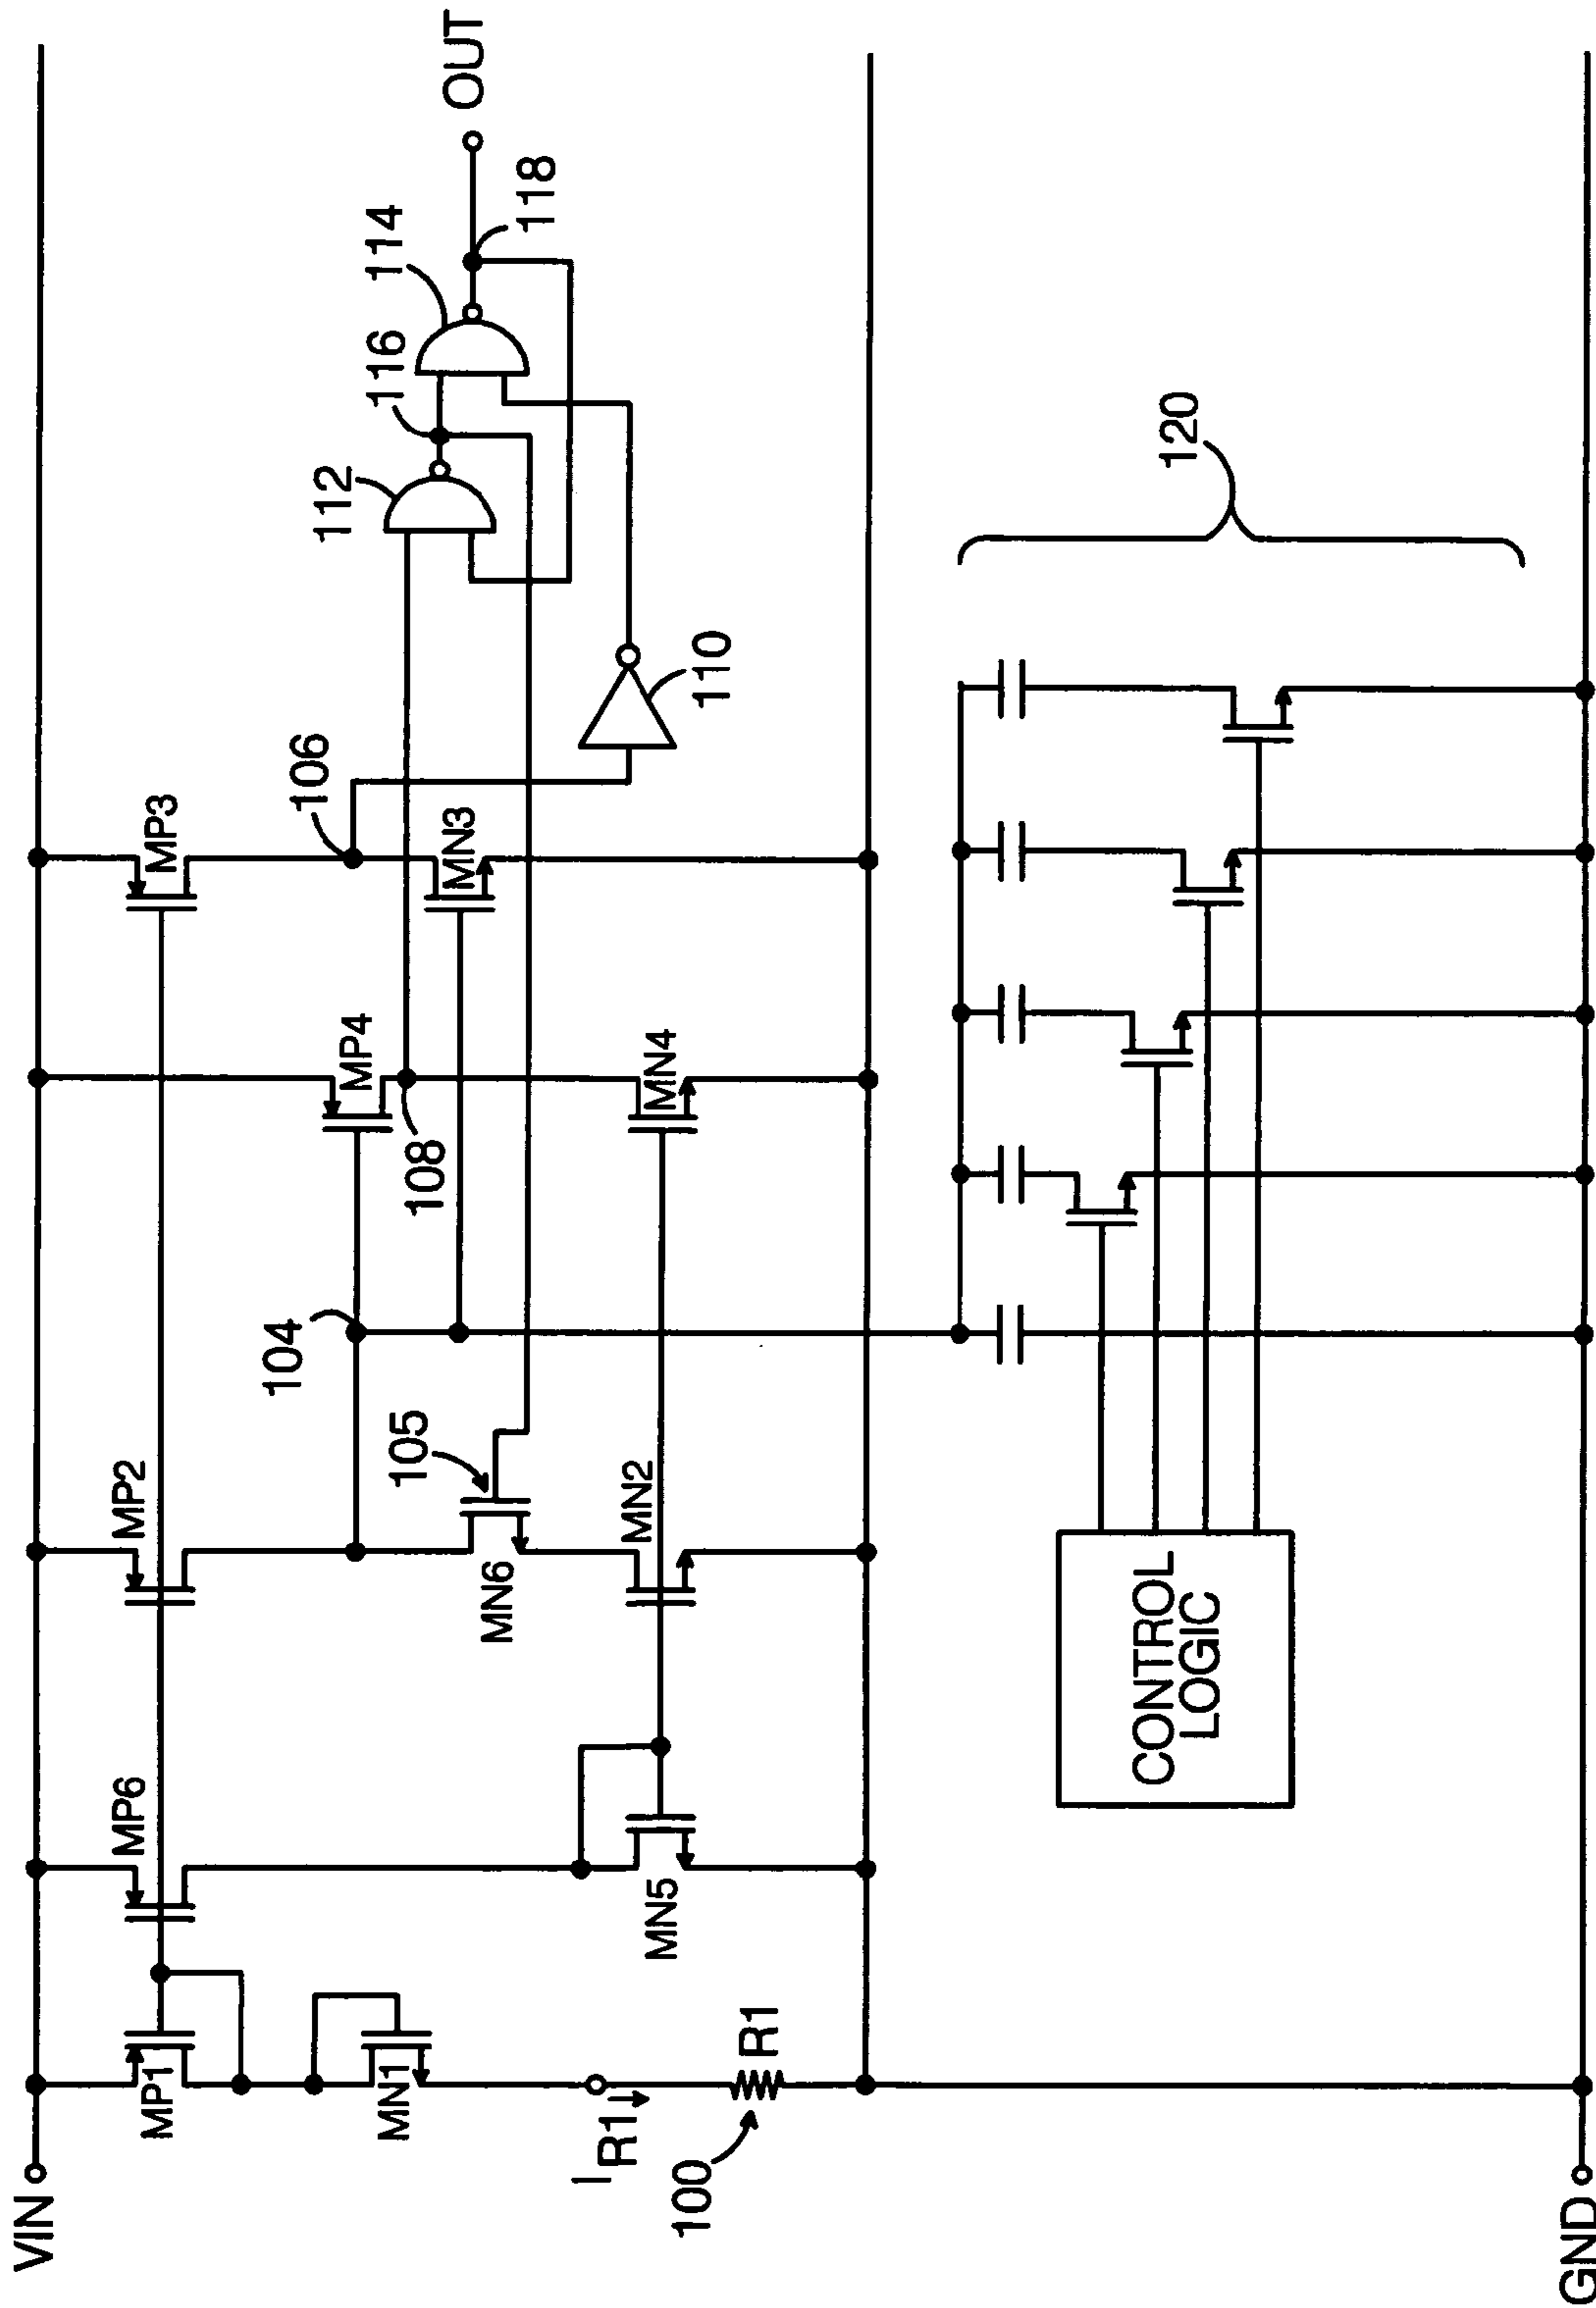 VIN
MP1
MP6
MP2
MP3
MP4
104
106
108
MN1
MN6
105
MN3
MN4
MN5
MN2
I R1
100
R1
110
112
116
114
118
OUT
CONTROL
LOGIC
120
GND